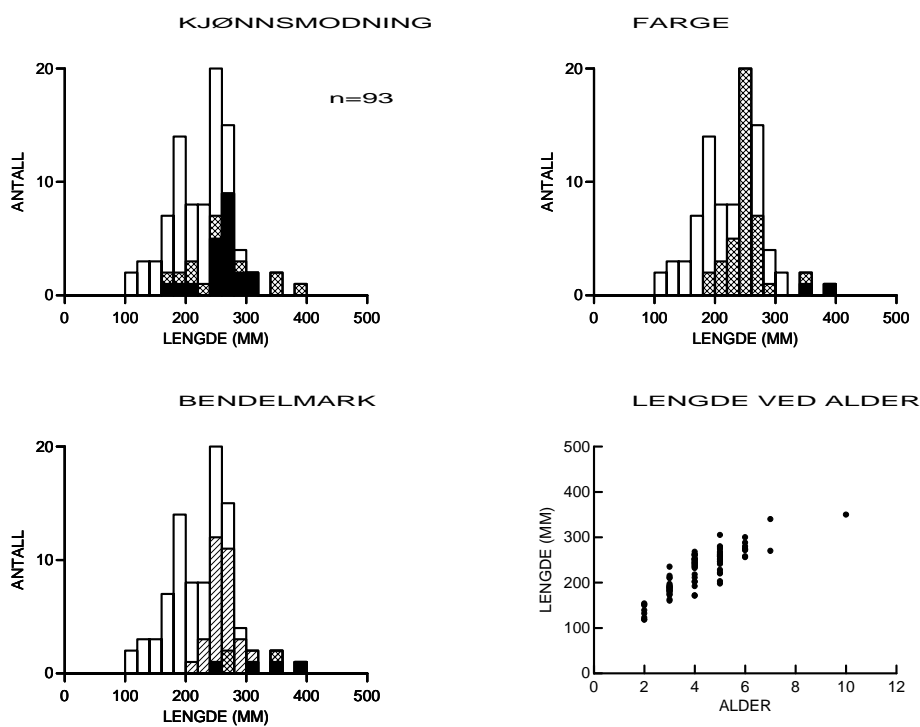 KJØNNSMODNING
20
10
0
ANTALL
n=93
0 100 200 300 400 500
LENGDE (MM)
FARGE
20
10
0
ANTALL
0 100 200 300 400 500
LENGDE (MM)
BENDELMARK
20
10
0
ANTALL
0 100 200 300 400 500
LENGDE (MM)
LENGDE VED ALDER
500
400
300
200
100
0
LENGDE (MM)
0 2 4 6 8 10 12
ALDER